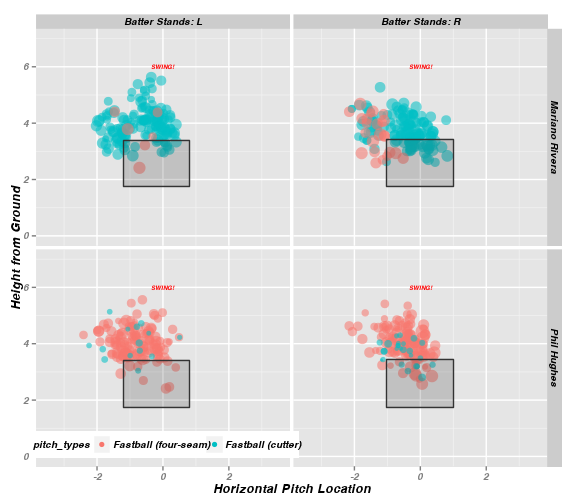 Batter Stands: L
Batter Stands: R
6
4
2
0
SWING!
SWING!
Mariano Rivera
Height from Ground
6
4
2
0
SWING!
SWING!
Phil Hughes
pitch_types
Fastball (four-seam)
Fastball (cutter)
-2
0
2
-2
0
2
Horizontal Pitch Location